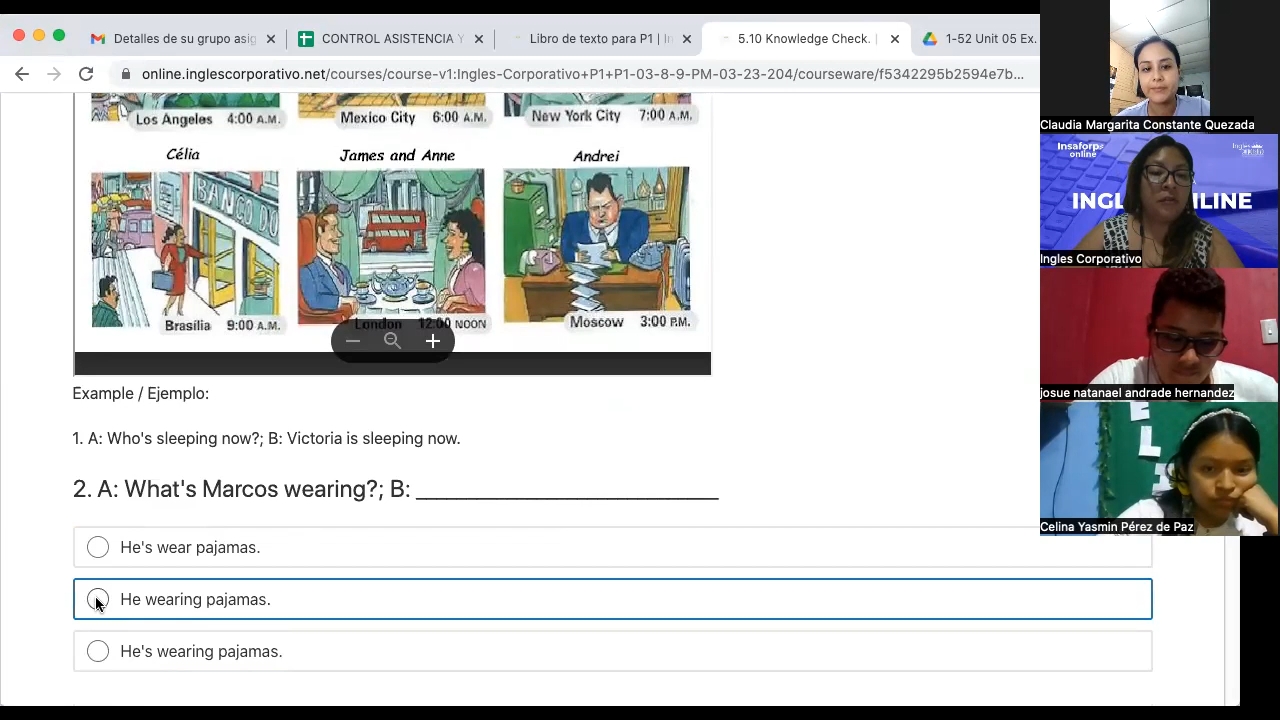 Detalles de su grupo asig
CONTROL ASISTENCIA Y
Libro de texto para P1 | In
5.10 Knowledge Check. |
1-52 Unit 05 Ex.
online.inglescorporativo.net/courses/course-v1:Ingles-Corporativo+P1+P1-03-8-9-PM-03-23-204/courseware/f5342295b2594e7b...
Los Angeles 4:00 A.M.
Mexico City 6:00 A.M.
New York City 7:00 A.M.
Célia
James and Anne
Andrei
BANCO DO
Brasília 9:00 A.M.
London 12:00 NOON
Moscow 3:00 P.M.
Example / Ejemplo:
1. A: Who's sleeping now?; B: Victoria is sleeping now.
2. A: What's Marcos wearing?; B: ______________________________
He's wear pajamas.
He wearing pajamas.
He's wearing pajamas.
Claudia Margarita Constante Quezada
Insaforp
online
INGL
LINE
Ingles Corporativo
josue natanael andrade hernandez
Celina Yasmin Pérez de Paz